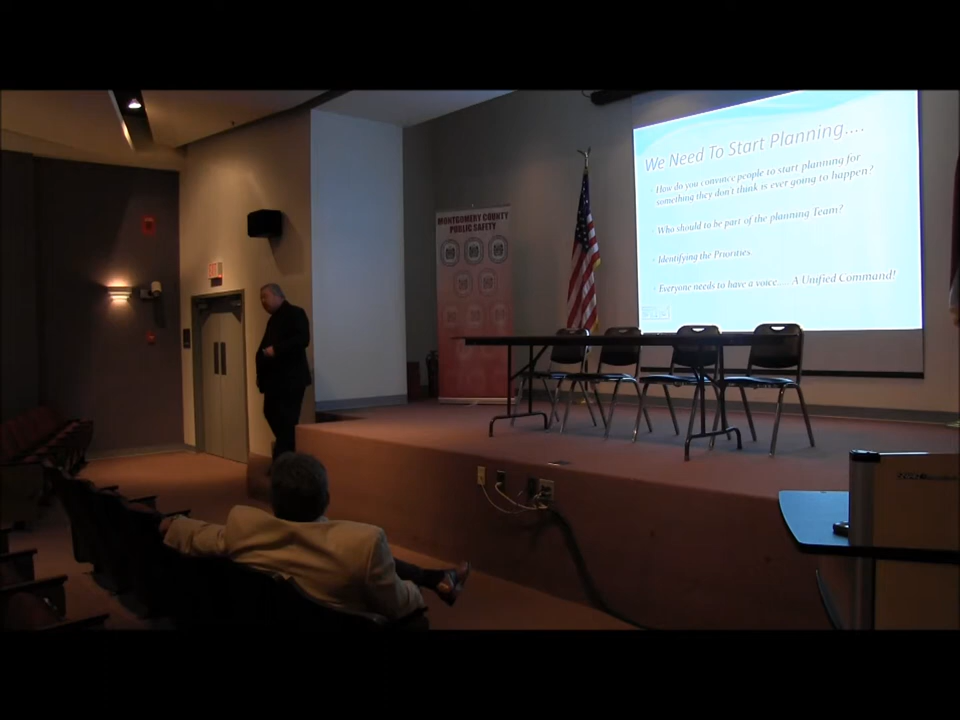 MONTGOMERY COUNTY
PUBLIC SAFETY
We Need To Start Planning....
How do you convince people to start planning for
something they don't think is ever going to happen?
Who should to be part of the planning Team?
Identifying the Priorities.
Everyone needs to have a voice..... A Unified Command!